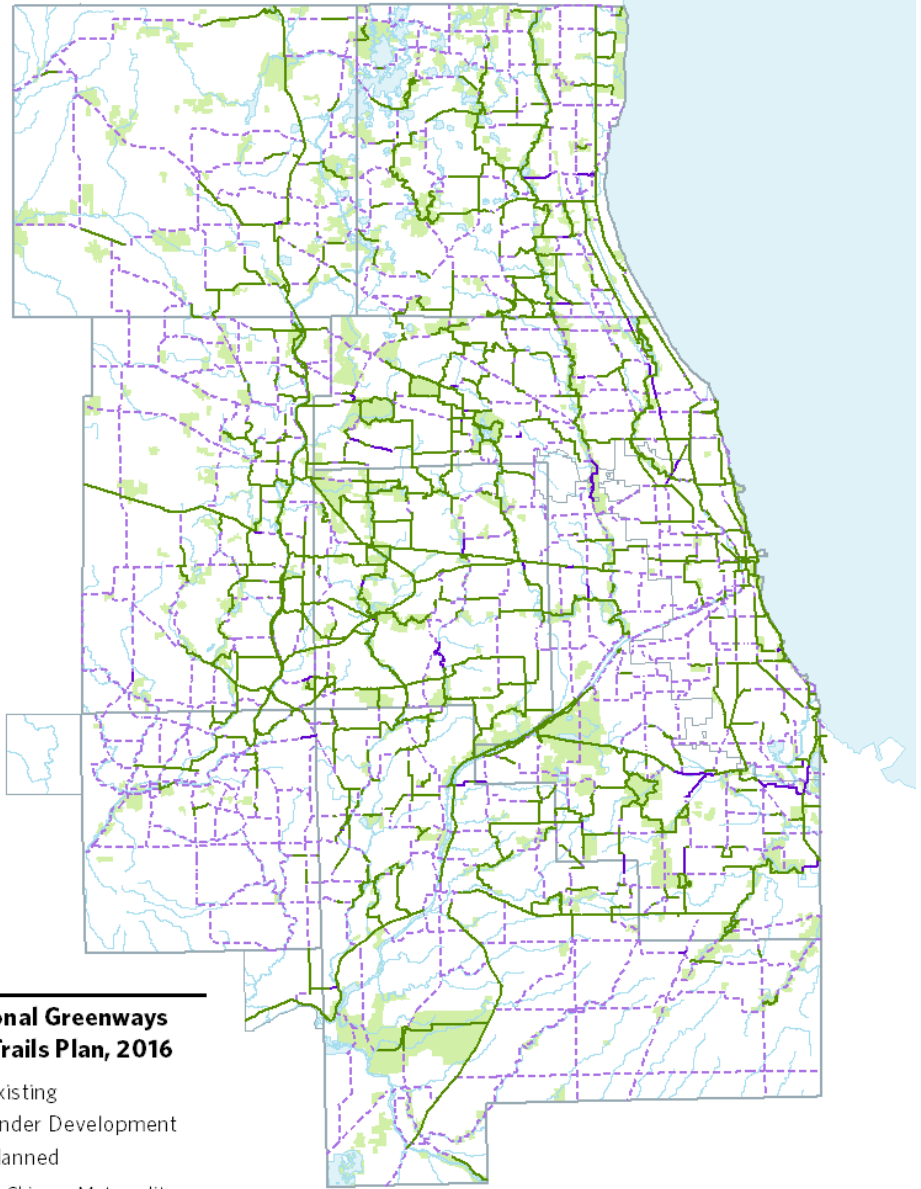 onal Greenways
Trails Plan, 2016
xisting
nder Development
lanned